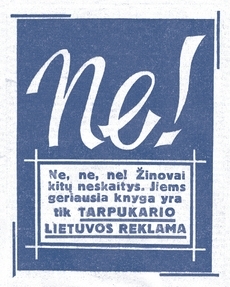 Ne!
Ne, ne, ne! Žinovai
kitų neskaitys. Jiems
geriausia knyga yra
tik TARPUKARIO
LIETUVOS REKLAMA